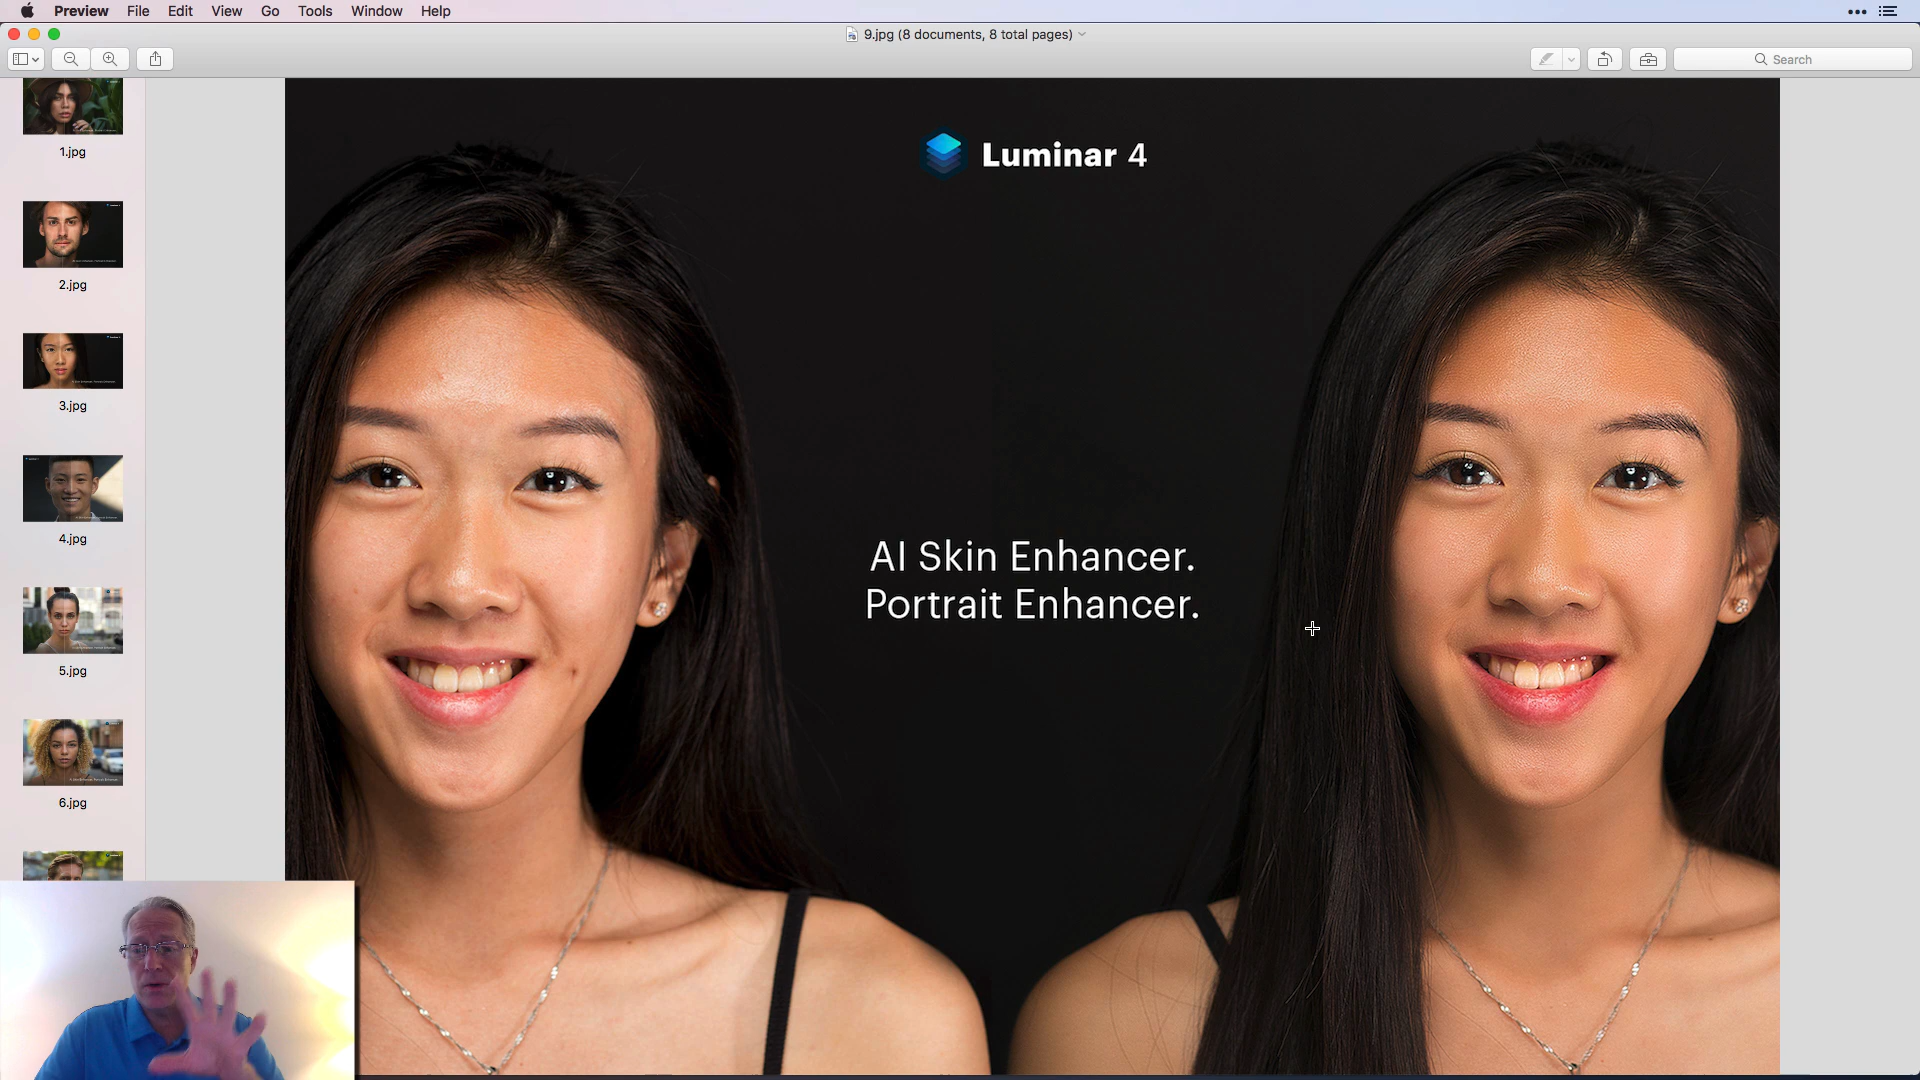 Preview File Edit View Go Tools Window Help
9.jpg (8 documents, 8 total pages)
Search
1.jpg
2.jpg
3.jpg
4.jpg
5.jpg
6.jpg
Luminar 4
AI Skin Enhancer.
Portrait Enhancer.